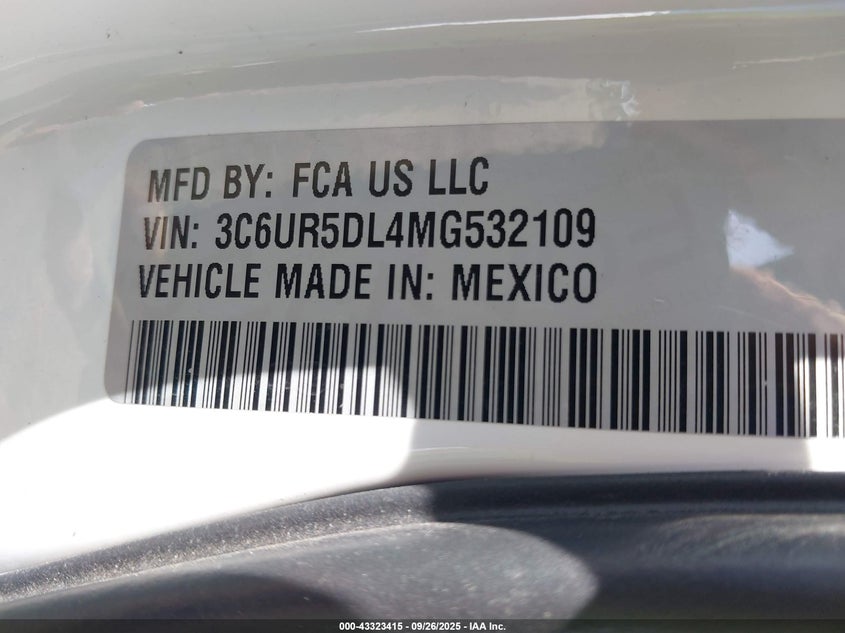 MFD BY: FCA US LLC
VIN: 3C6UR5DL4MG532109
VEHICLE MADE IN: MEXICO
000-43323415 - 09/26/2025 - IAA Inc.